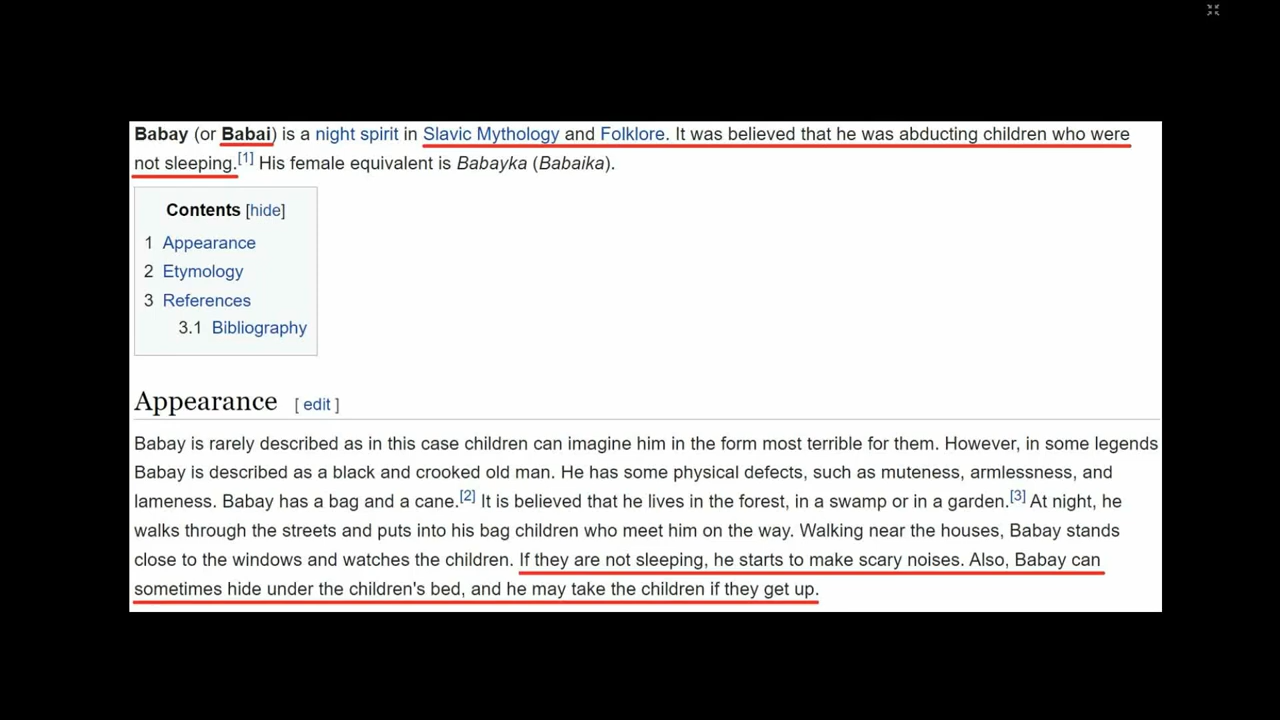 Babay (or Babai) is a night spirit in Slavic Mythology and Folklore. It was believed that he was abducting children who were
not sleeping.[1] His female equivalent is Babayka (Babaika).
Contents [hide]
1 Appearance
2 Etymology
3 References
3.1 Bibliography
Appearance [ edit ]
Babay is rarely described as in this case children can imagine him in the form most terrible for them. However, in some legends
Babay is described as a black and crooked old man. He has some physical defects, such as muteness, armlessness, and
lameness. Babay has a bag and a cane.[2] It is believed that he lives in the forest, in a swamp or in a garden.[3] At night, he
walks through the streets and puts into his bag children who meet him on the way. Walking near the houses, Babay stands
close to the windows and watches the children. If they are not sleeping, he starts to make scary noises. Also, Babay can
sometimes hide under the children's bed, and he may take the children if they get up.